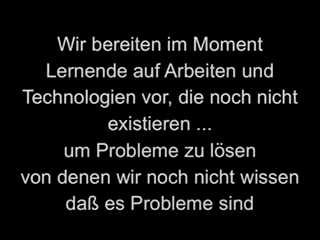 Wir bereiten im Moment
Lernende auf Arbeiten und
Technologien vor, die noch nicht
existieren ...
um Probleme zu lösen
von denen wir noch nicht wissen
daß es Probleme sind